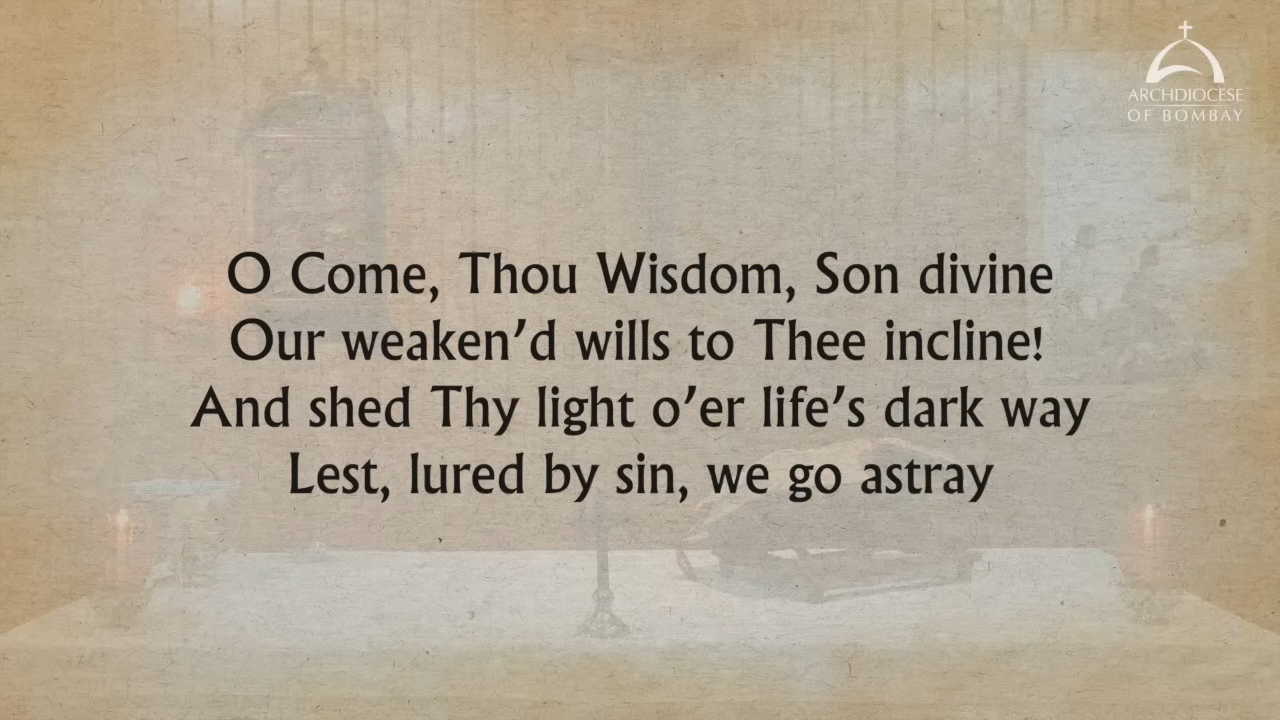 ARCHDIOCESE
OF BOMBAY
O Come, Thou Wisdom, Son divine
Our weaken’d wills to Thee incline!
And shed Thy light o’er life’s dark way
Lest, lured by sin, we go astray